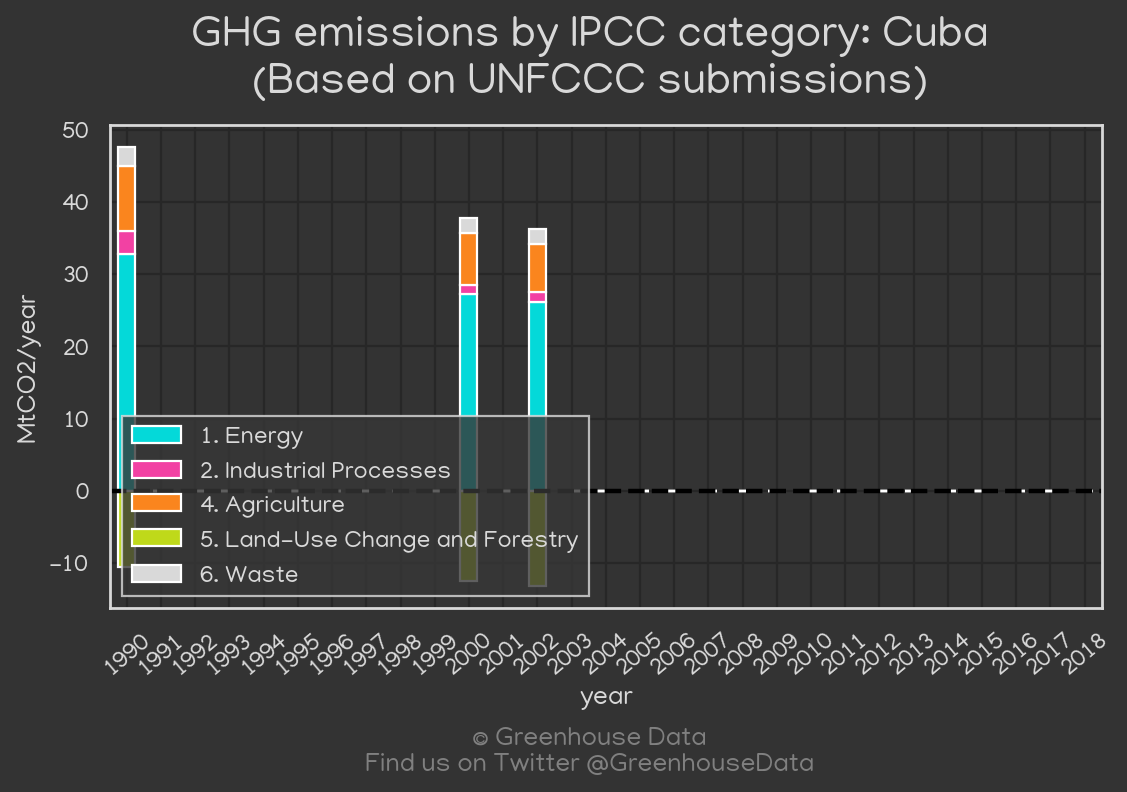 GHG emissions by IPCC category: Cuba
(Based on UNFCCC submissions)
50
40
30
20
10
0
−10
MtCO2/year
1. Energy
2. Industrial Processes
4. Agriculture
5. Land-Use Change and Forestry
6. Waste
1990 1991 1992 1993 1994 1995 1996 1997 1998 1999 2000 2001 2002 2003 2004 2005 2006 2007 2008 2009 2010 2011 2012 2013 2014 2015 2016 2017 2018
year
© Greenhouse Data
Find us on Twitter @GreenhouseData